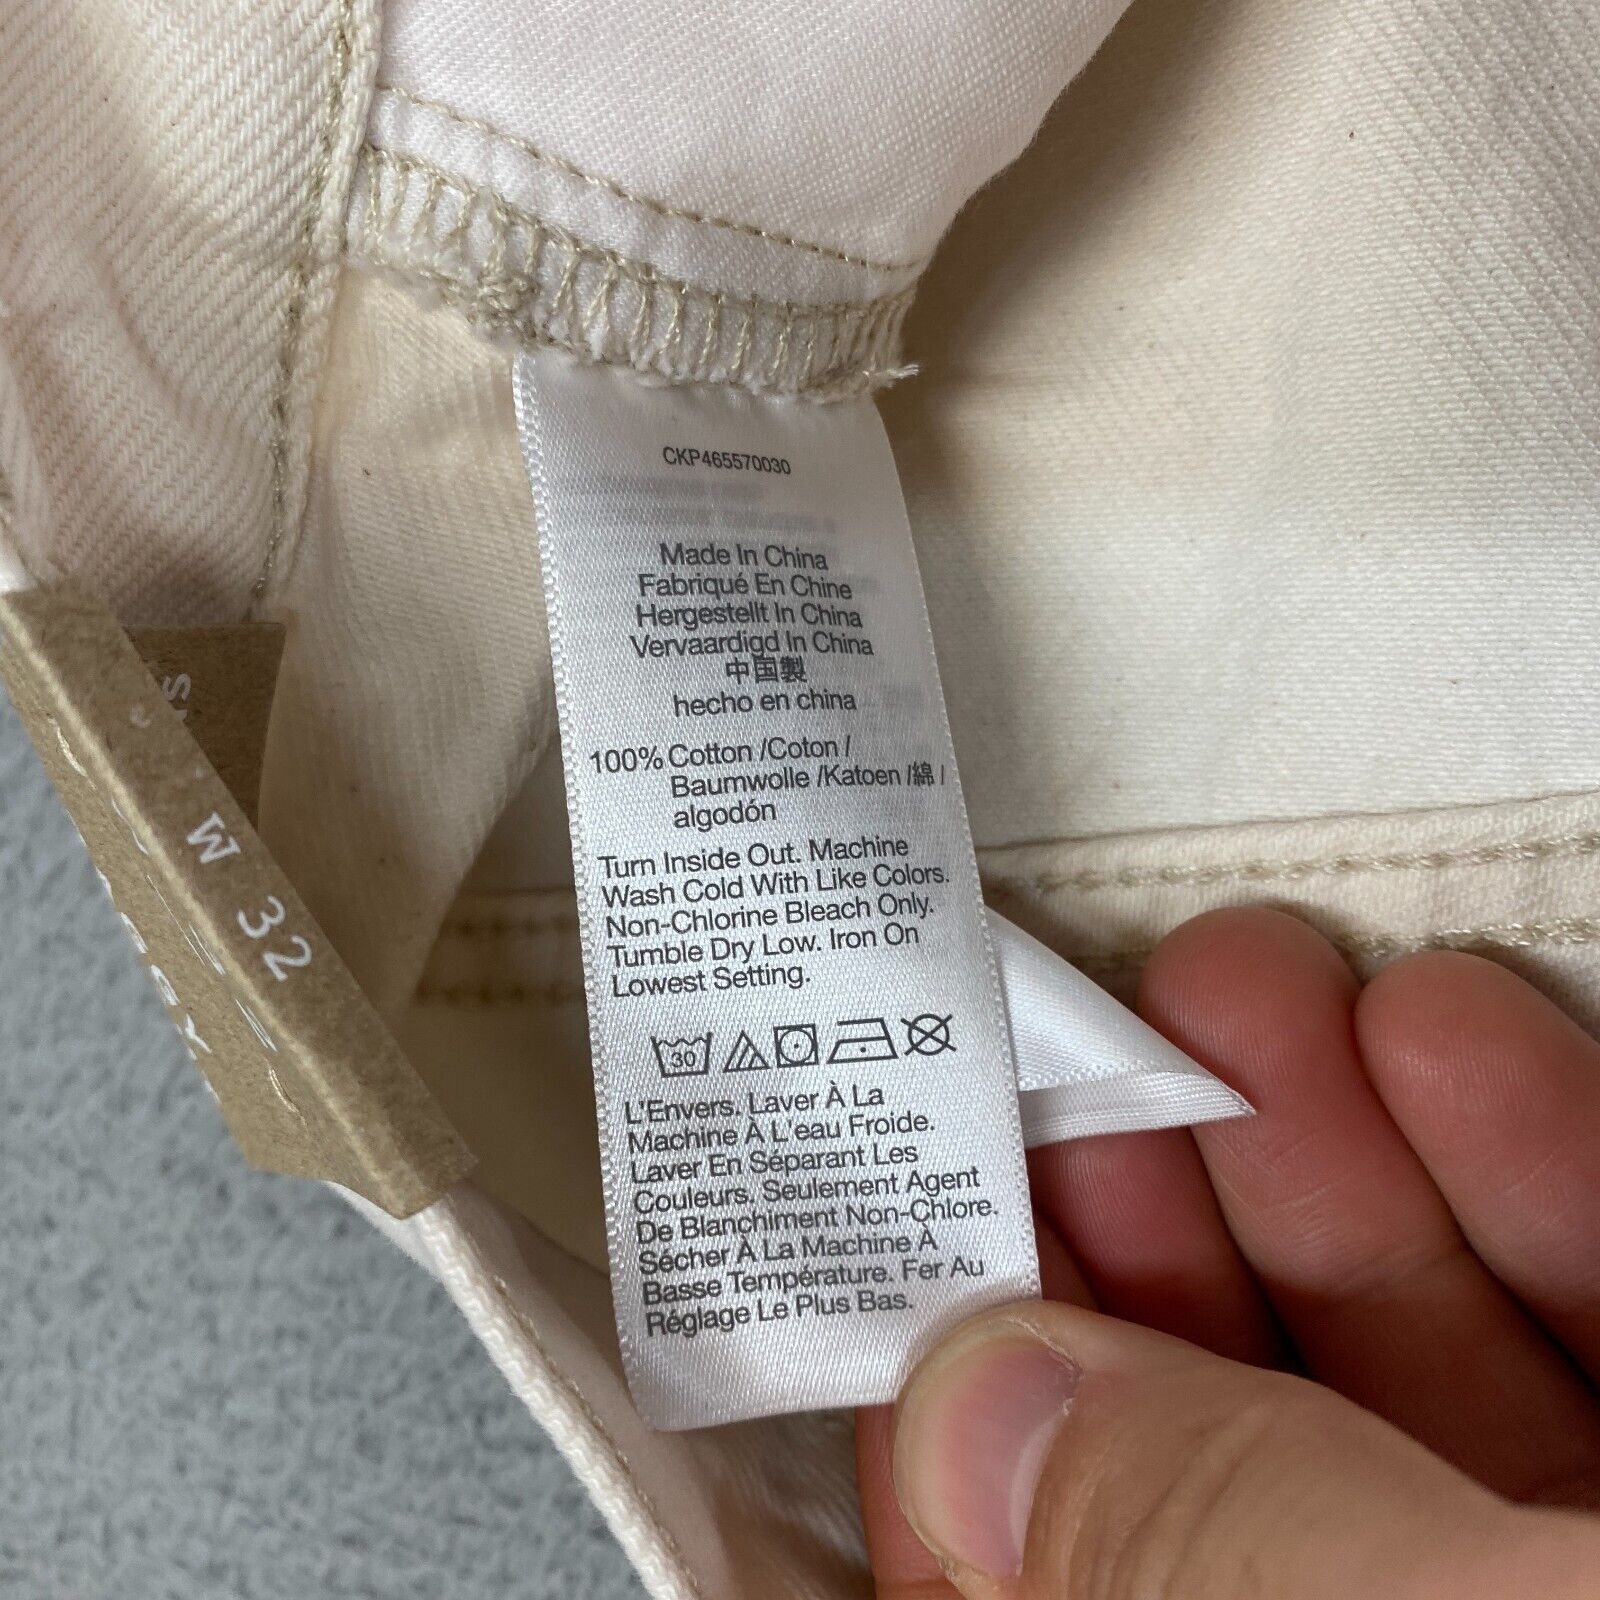 CKP465570030
Made In China
Fabriqué En Chine
Hergestellt In China
Vervaardigd In China
中国製
hecho en china
100% Cotton /Coton /
Baumwolle /Katoen /綿 /
algodón
Turn Inside Out. Machine
Wash Cold With Like Colors.
Non-Chlorine Bleach Only.
Tumble Dry Low. Iron On
Lowest Setting.
30
L'Envers. Laver À La
Machine À L'eau Froide.
Laver En Séparant Les
Couleurs. Seulement Agent
De Blanchiment Non-Chlore.
Sécher À La Machine À
Basse Température. Fer Au
Réglage Le Plus Bas.
W 32